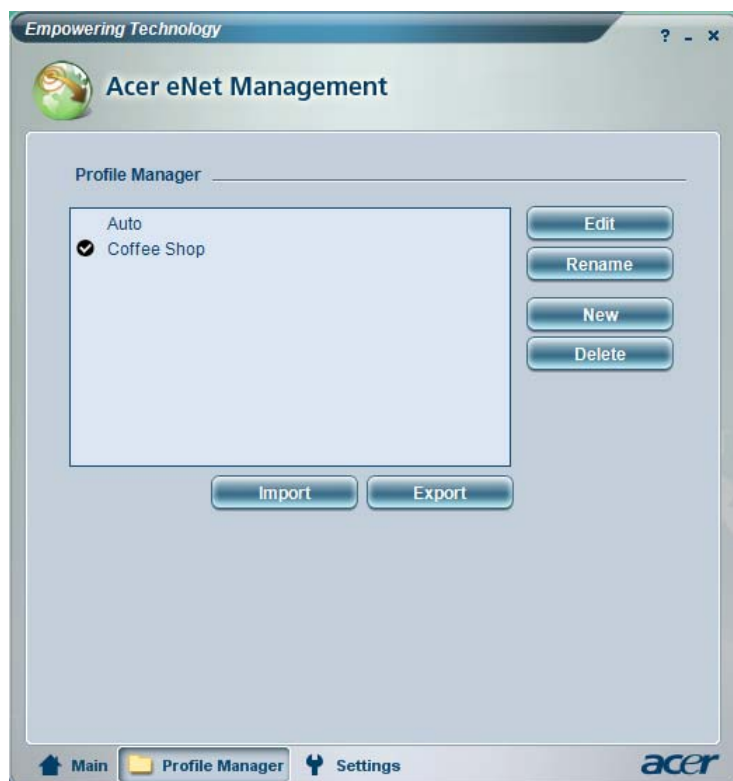 Empowering Technology
? - x
Acer eNet Management
Profile Manager
Auto
Coffee Shop
Edit
Rename
New
Delete
Import Export
Main Profile Manager Settings
acer